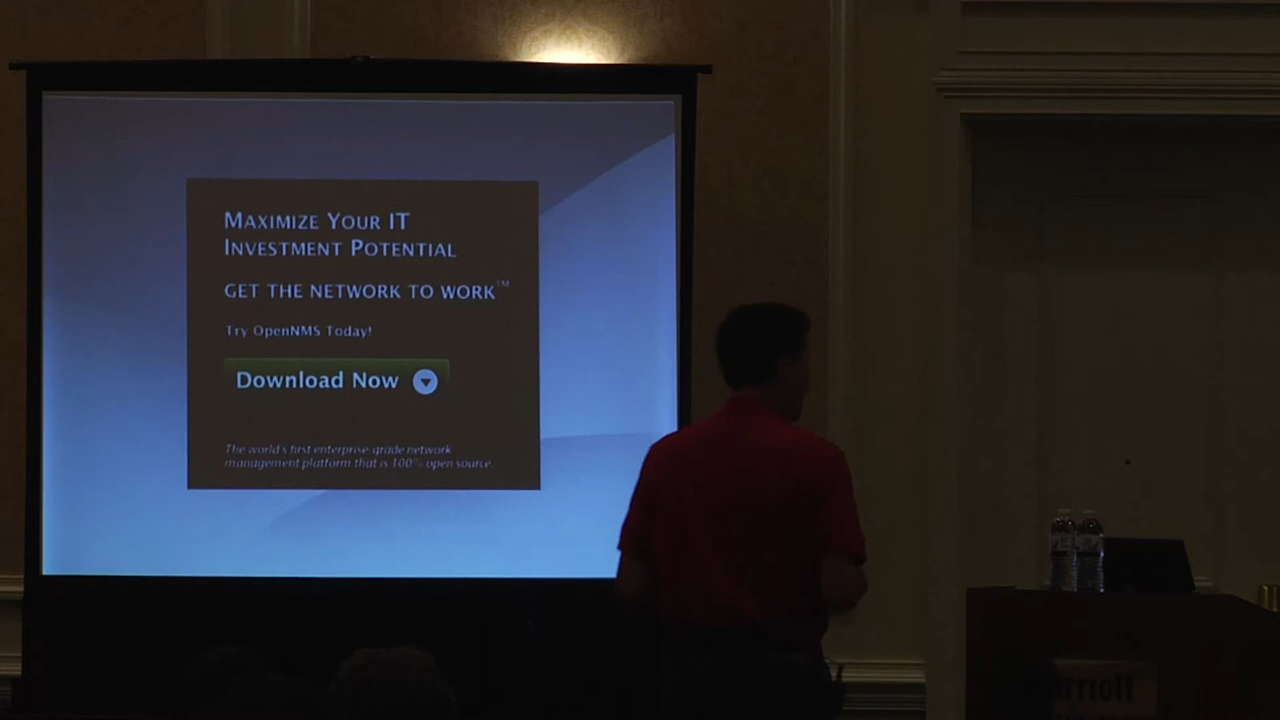 Maximize Your IT
Investment Potential
get the network to work™
Try OpenNMS Today!
Download Now
The world's first enterprise-grade network
management platform that is 100% open source.